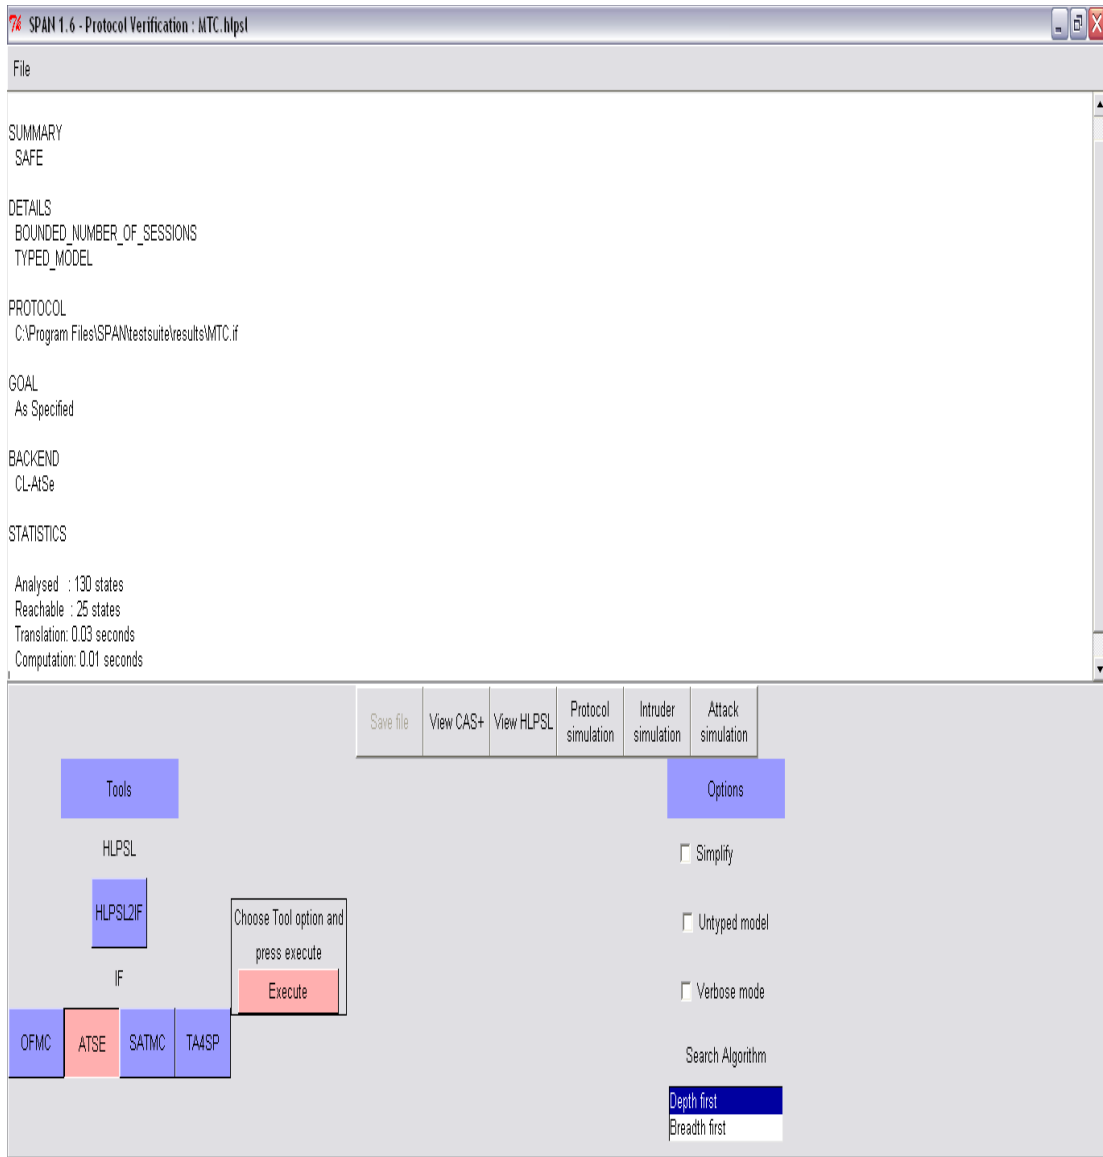 SPAN 1.6 - Protocol Verification : MTC.hlpsl
File
SUMMARY
SAFE
DETAILS
BOUNDED_NUMBER_OF_SESSIONS
TYPED_MODEL
PROTOCOL
C:\Program Files\SPAN\testsuite\results\MTC.if
GOAL
As Specified
BACKEND
CL-AtSe
STATISTICS
Analysed : 130 states
Reachable : 25 states
Translation: 0.03 seconds
Computation: 0.01 seconds
Save file
View CAS+
View HLPSL
Protocol
simulation
Intruder
simulation
Attack
simulation
Tools
HLPSL
HLPSL2IF
Choose Tool option and
press execute
Execute
IF
OFMC
ATSE
SATMC
TA4SP
Options
Simplify
Untyped model
Verbose mode
Search Algorithm
Depth first
Breadth first